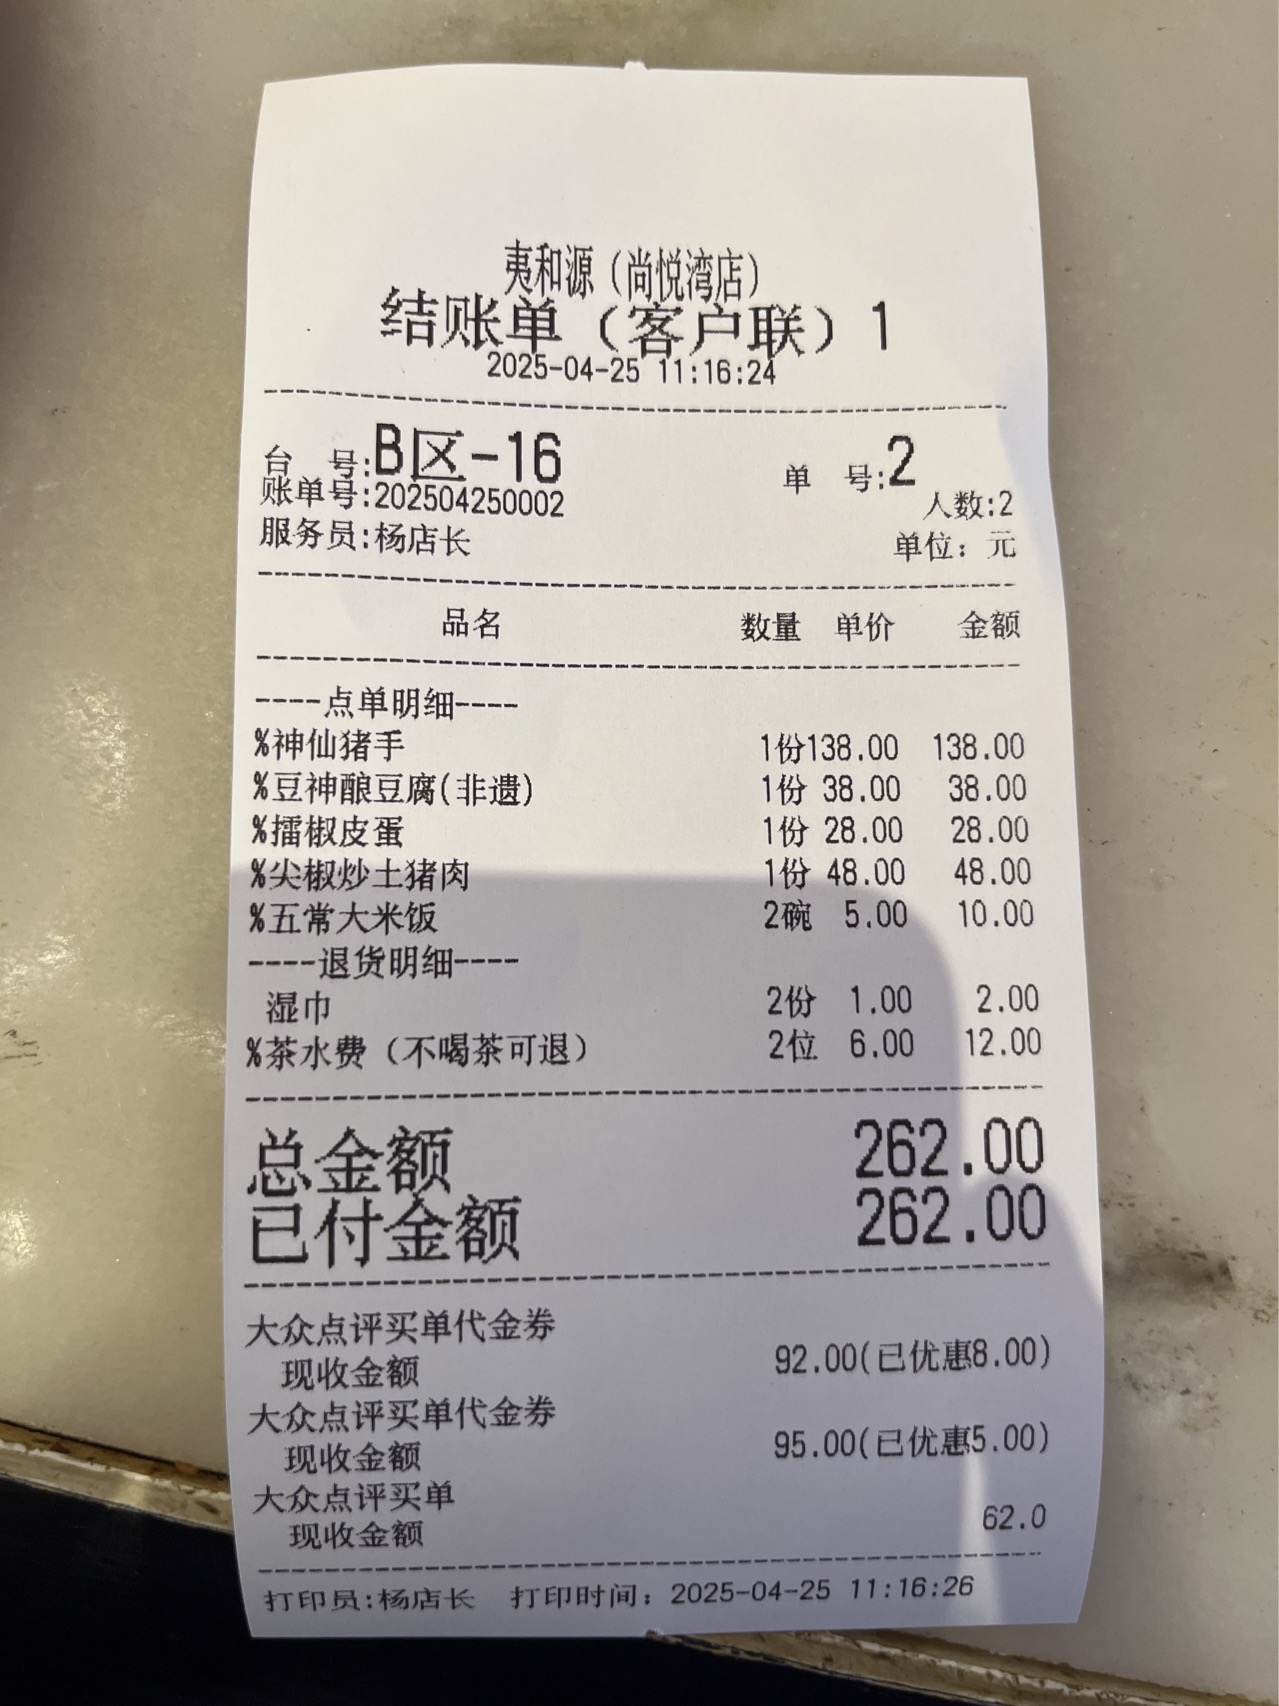 夷和源（尚悦湾店）
结账单（客户联）1
2025-04-25 11:16:24
台 号:B区-16 单 号:2
账单号:202504250002 人数:2
服务员:杨店长 单位：元
品名 数量 单价 金额
----点单明细----
%神仙猪手 1份138.00 138.00
%豆神酿豆腐(非遗) 1份 38.00 38.00
%擂椒皮蛋 1份 28.00 28.00
%尖椒炒土猪肉 1份 48.00 48.00
%五常大米饭 2碗 5.00 10.00
----退货明细----
湿巾 2份 1.00 2.00
%茶水费（不喝茶可退） 2位 6.00 12.00
总金额 262.00
已付金额 262.00
大众点评买单代金券
现收金额 92.00(已优惠8.00)
大众点评买单代金券
现收金额 95.00(已优惠5.00)
大众点评买单
现收金额 62.0
打印员:杨店长 打印时间：2025-04-25 11:16:26